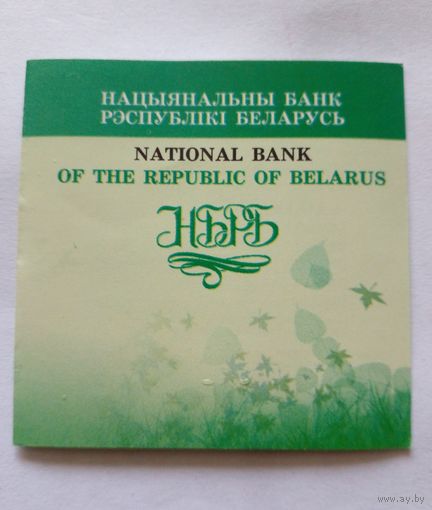 НАЦЫЯНАЛЬНЫ БАНК
РЭСПУБЛІКІ БЕЛАРУСЬ
NATIONAL BANK
OF THE REPUBLIC OF BELARUS
НБРБ
www.ay.by